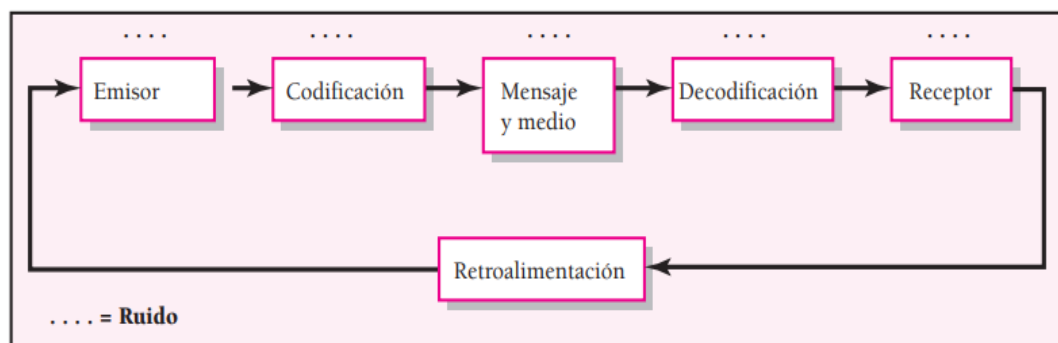 . . . . . . . . . . . . . . . . . . . .
Emisor Codificación Mensaje y medio Decodificación Receptor
Retroalimentación
. . . . = Ruido